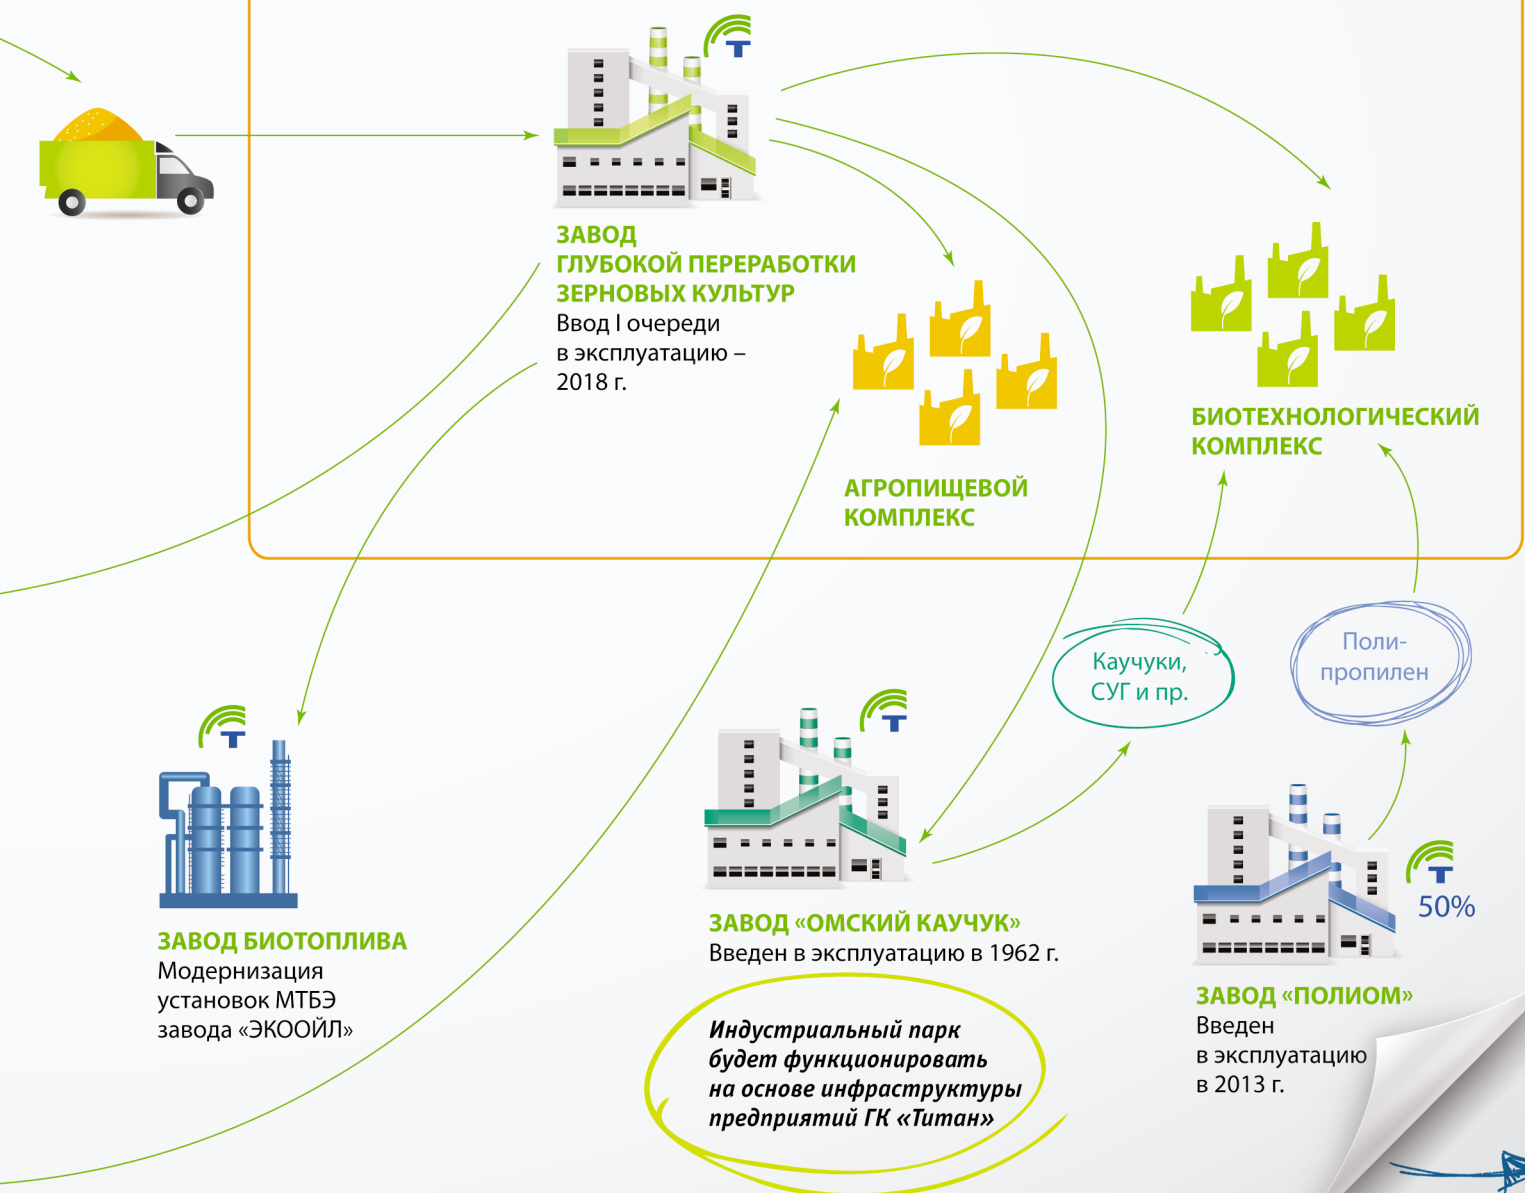 Т
ЗАВОД
ГЛУБОКОЙ ПЕРЕРАБОТКИ
ЗЕРНОВЫХ КУЛЬТУР
Ввод I очереди
в эксплуатацию –
2018 г.
АГРОПИЩЕВОЙ
КОМПЛЕКС
БИОТЕХНОЛОГИЧЕСКИЙ
КОМПЛЕКС
Каучуки,
СУГ и пр.
Поли-
пропилен
Т
ЗАВОД БИОТОПЛИВА
Модернизация
установок МТБЭ
завода «ЭКООЙЛ»
Т
ЗАВОД «ОМСКИЙ КАУЧУК»
Введен в эксплуатацию в 1962 г.
Индустриальный парк
будет функционировать
на основе инфраструктуры
предприятий ГК «Титан»
Т
50%
ЗАВОД «ПОЛИОМ»
Введен
в эксплуатацию
в 2013 г.